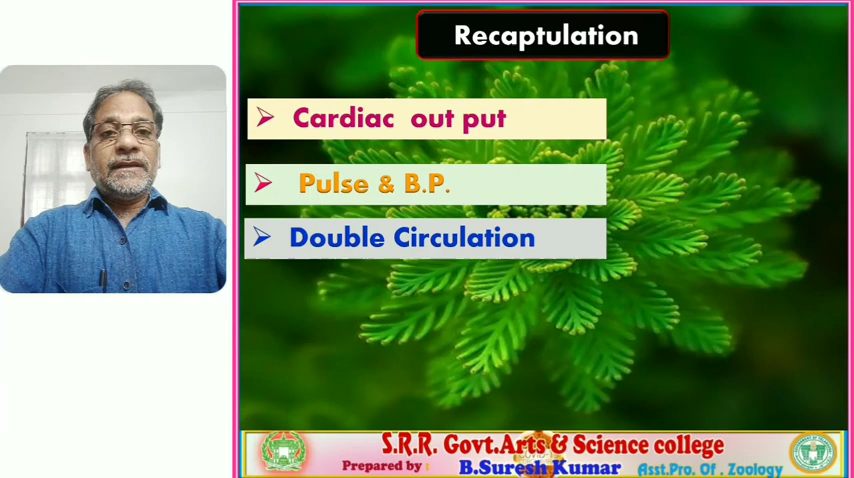 Recaptulation
➢ Cardiac out put
➢ Pulse & B.P.
➢ Double Circulation
S.R.R. Govt.Arts & Science college
Prepared by : B.Suresh Kumar Asst.Pro. Of . Zoology